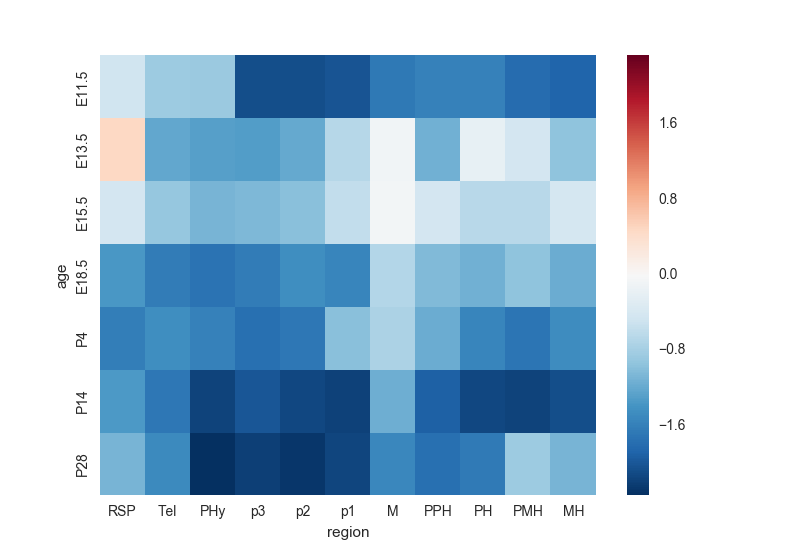 E11.5
E13.5
E15.5
E18.5
P4
P14
P28
age
RSP Tel PHy p3 p2 p1 M PPH PH PMH MH
region
1.6
0.8
0.0
−0.8
−1.6